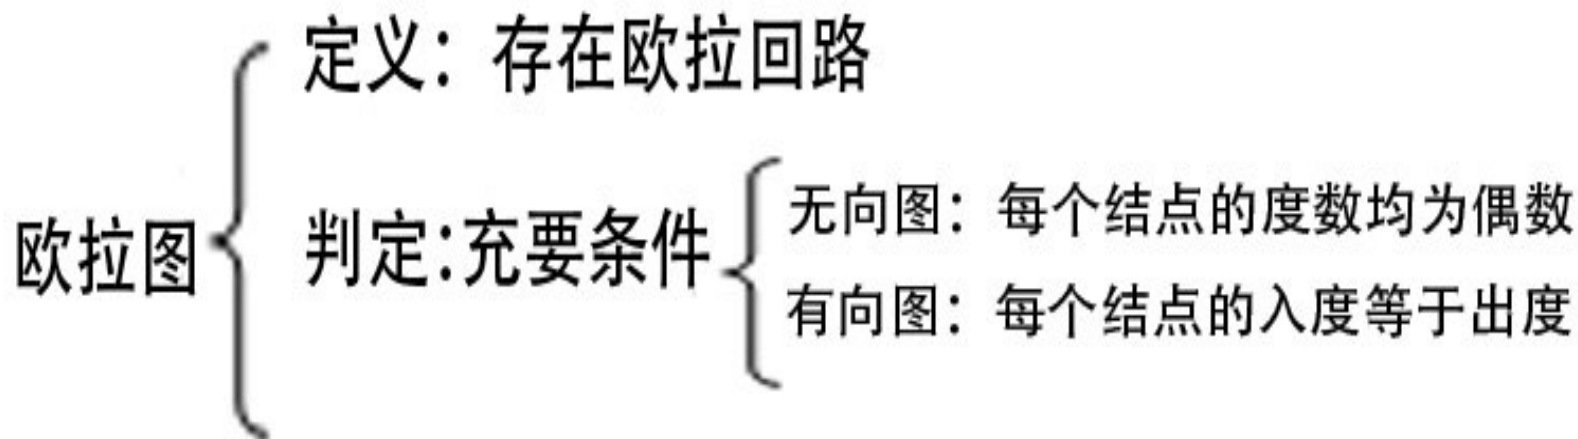 定义：存在欧拉回路
欧拉图
判定:充要条件
无向图：每个结点的度数均为偶数
有向图：每个结点的入度等于出度